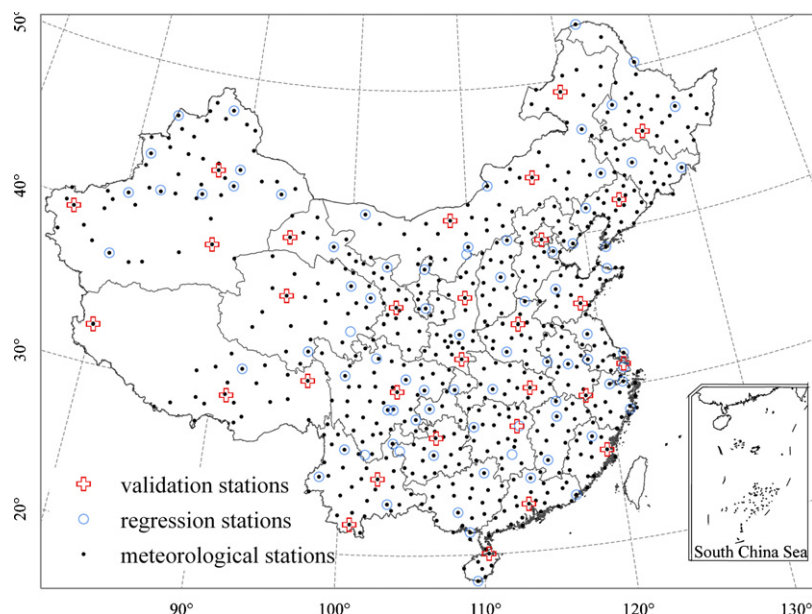 50°
40°
30°
20°
validation stations
regression stations
meteorological stations
South China Sea
90°
100°
110°
120°
130°